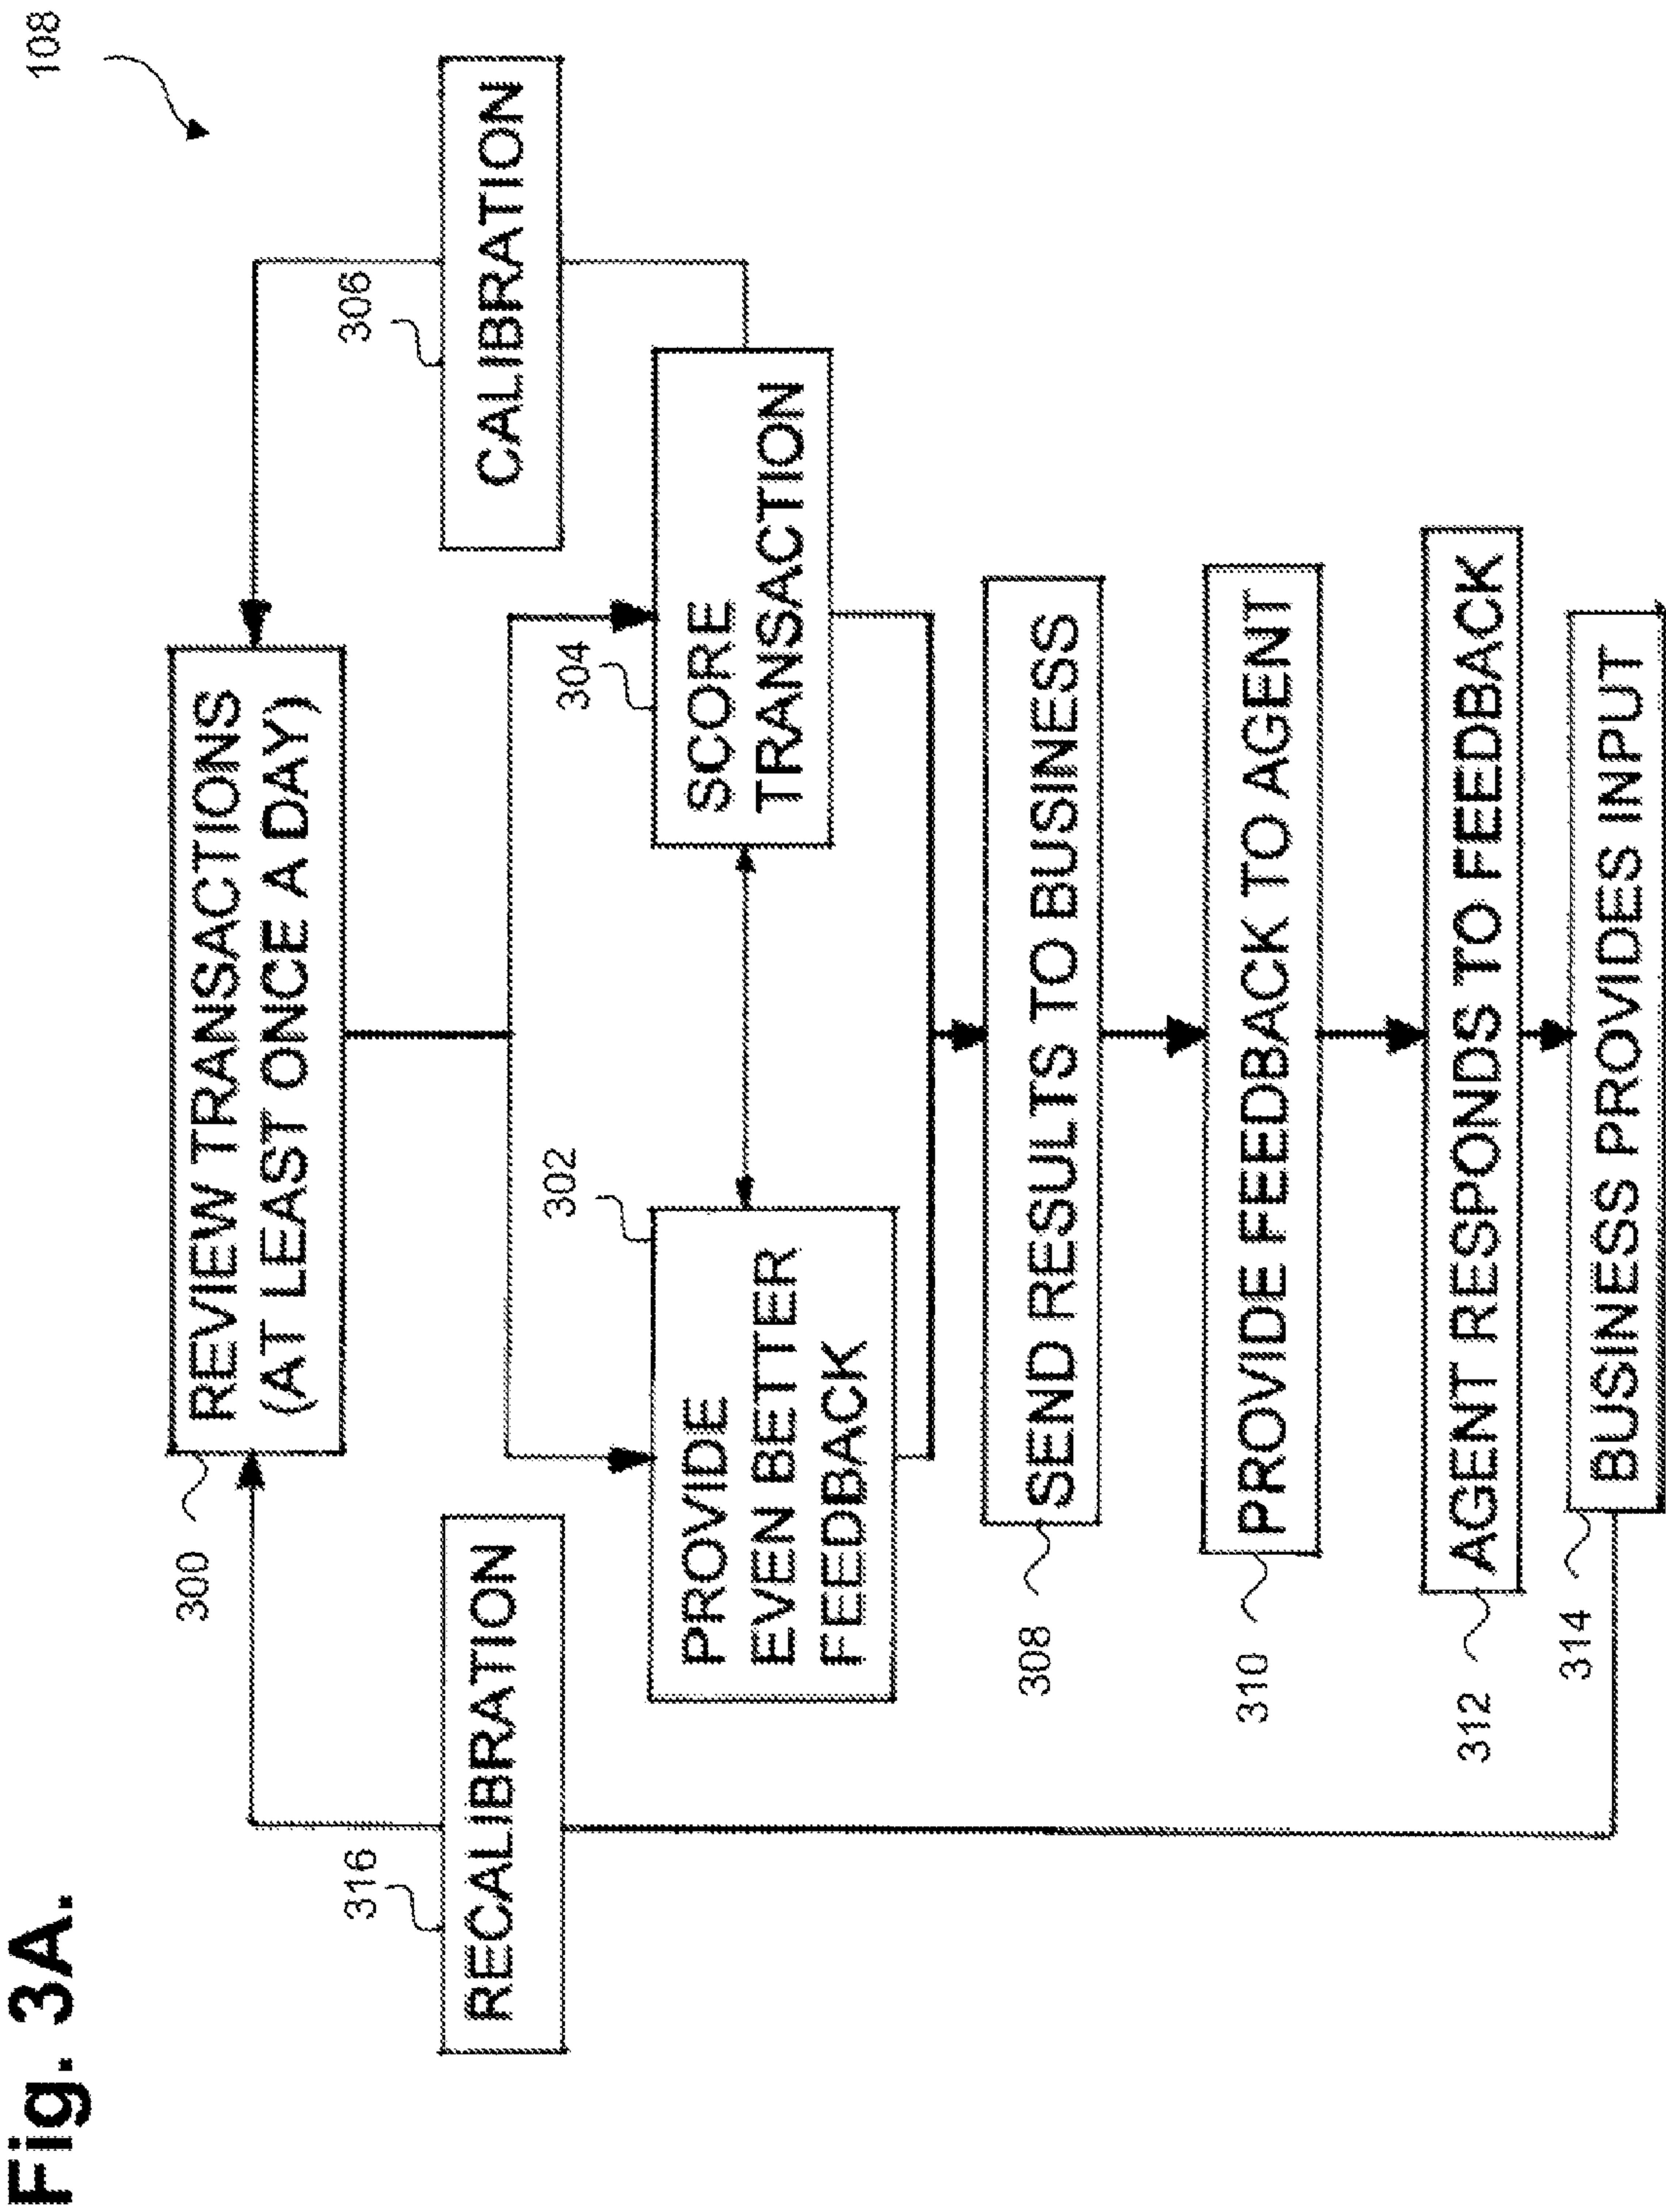 Fig. 3A.
108
300
REVIEW TRANSACTIONS
(AT LEAST ONCE A DAY)
316
RECALIBRATION
306
CALIBRATION
302
PROVIDE
EVEN BETTER
FEEDBACK
304
SCORE
TRANSACTION
308
SEND RESULTS TO BUSINESS
310
PROVIDE FEEDBACK TO AGENT
312
AGENT RESPONDS TO FEEDBACK
314
BUSINESS PROVIDES INPUT